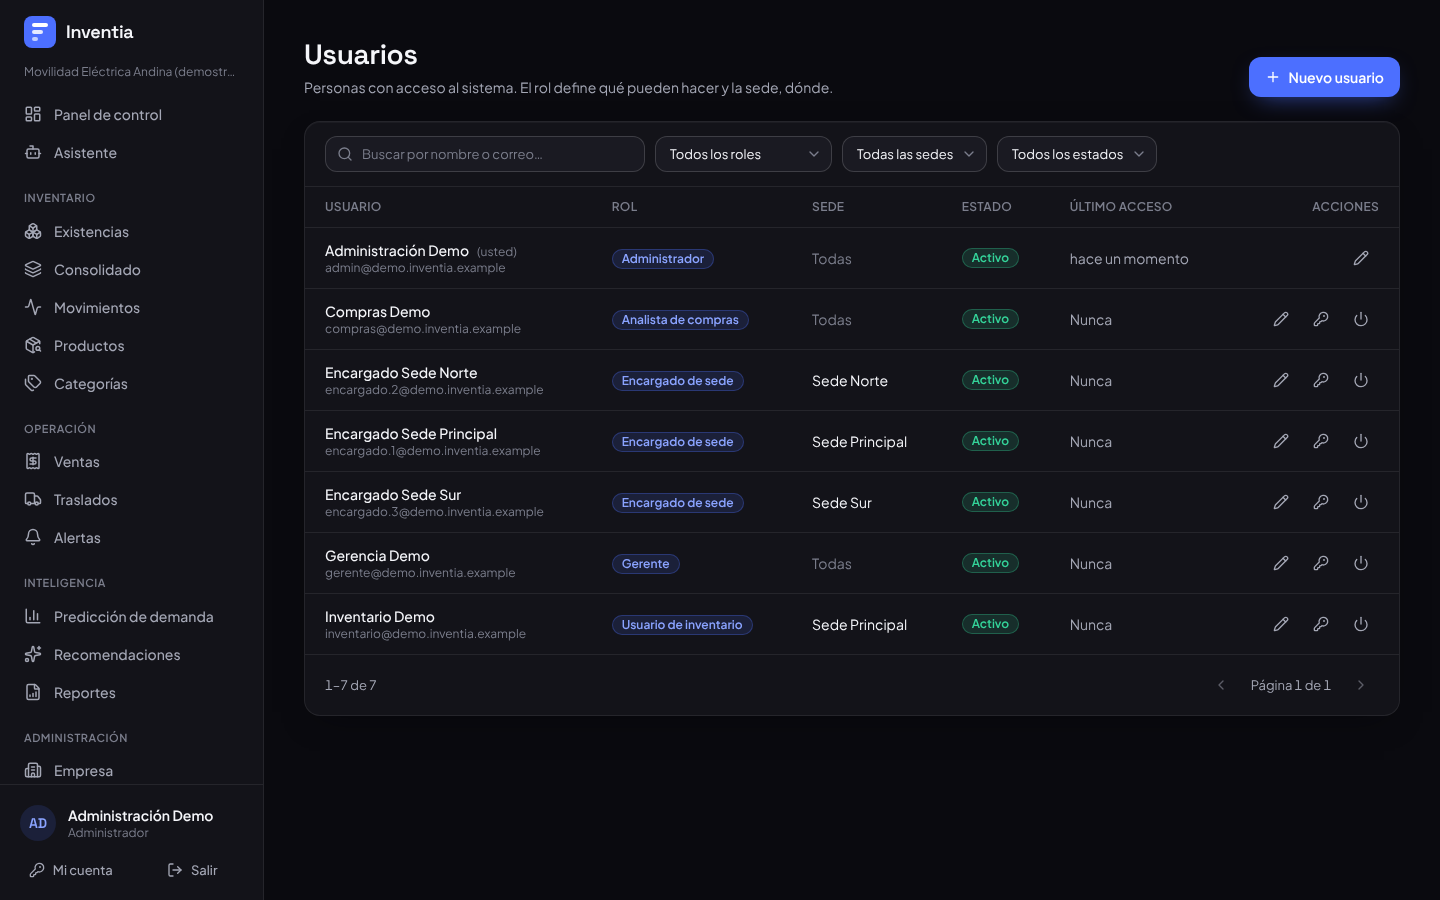 Inventia
Movilidad Eléctrica Andina (demostr...
Panel de control
Asistente
INVENTARIO
Existencias
Consolidado
Movimientos
Productos
Categorías
OPERACIÓN
Ventas
Traslados
Alertas
INTELIGENCIA
Predicción de demanda
Recomendaciones
Reportes
ADMINISTRACIÓN
Empresa
AD
Administración Demo
Administrador
Mi cuenta Salir
Usuarios
Personas con acceso al sistema. El rol define qué pueden hacer y la sede, dónde.
Nuevo usuario
Buscar por nombre o correo... Todos los roles Todas las sedes Todos los estados
USUARIO ROL SEDE ESTADO ÚLTIMO ACCESO ACCIONES
Administración Demo (usted) Administrador Todas Activo hace un momento
admin@demo.inventia.example
Compras Demo Analista de compras Todas Activo Nunca
compras@demo.inventia.example
Encargado Sede Norte Encargado de sede Sede Norte Activo Nunca
encargado.2@demo.inventia.example
Encargado Sede Principal Encargado de sede Sede Principal Activo Nunca
encargado.1@demo.inventia.example
Encargado Sede Sur Encargado de sede Sede Sur Activo Nunca
encargado.3@demo.inventia.example
Gerencia Demo Gerente Todas Activo Nunca
gerente@demo.inventia.example
Inventario Demo Usuario de inventario Sede Principal Activo Nunca
inventario@demo.inventia.example
1–7 de 7 Página 1 de 1